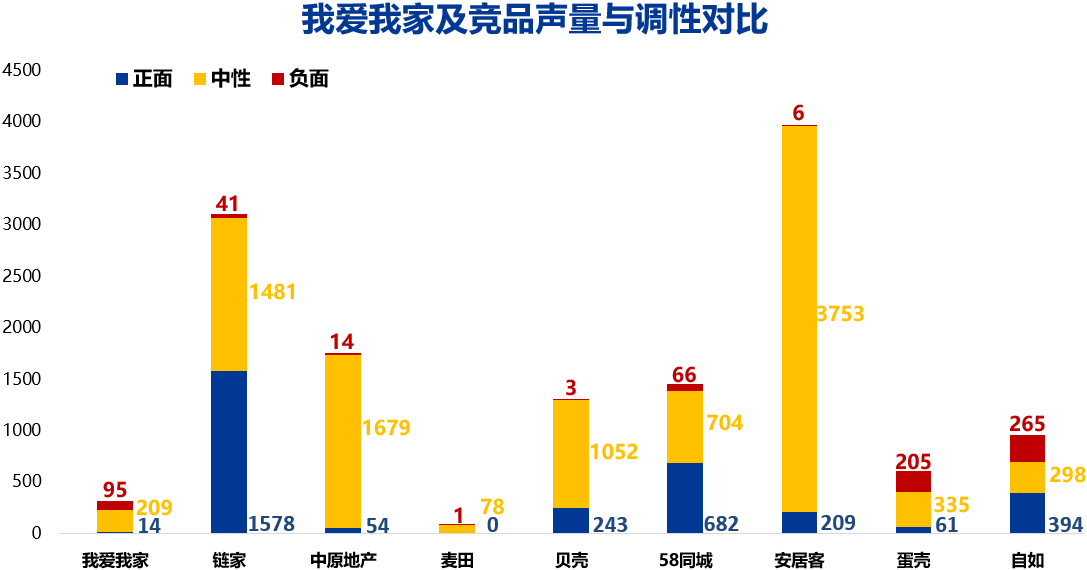 我爱我家及竞品声量与调性对比
正面 中性 负面
4500
4000
3500
3000
2500
2000
1500
1000
500
0
95 209 14
41 1481 1578
14 1679 54
1 78 0
3 1052 243
66 704 682
6 3753 209
205 335 61
265 298 394
我爱我家 链家 中原地产 麦田 贝壳 58同城 安居客 蛋壳 自如